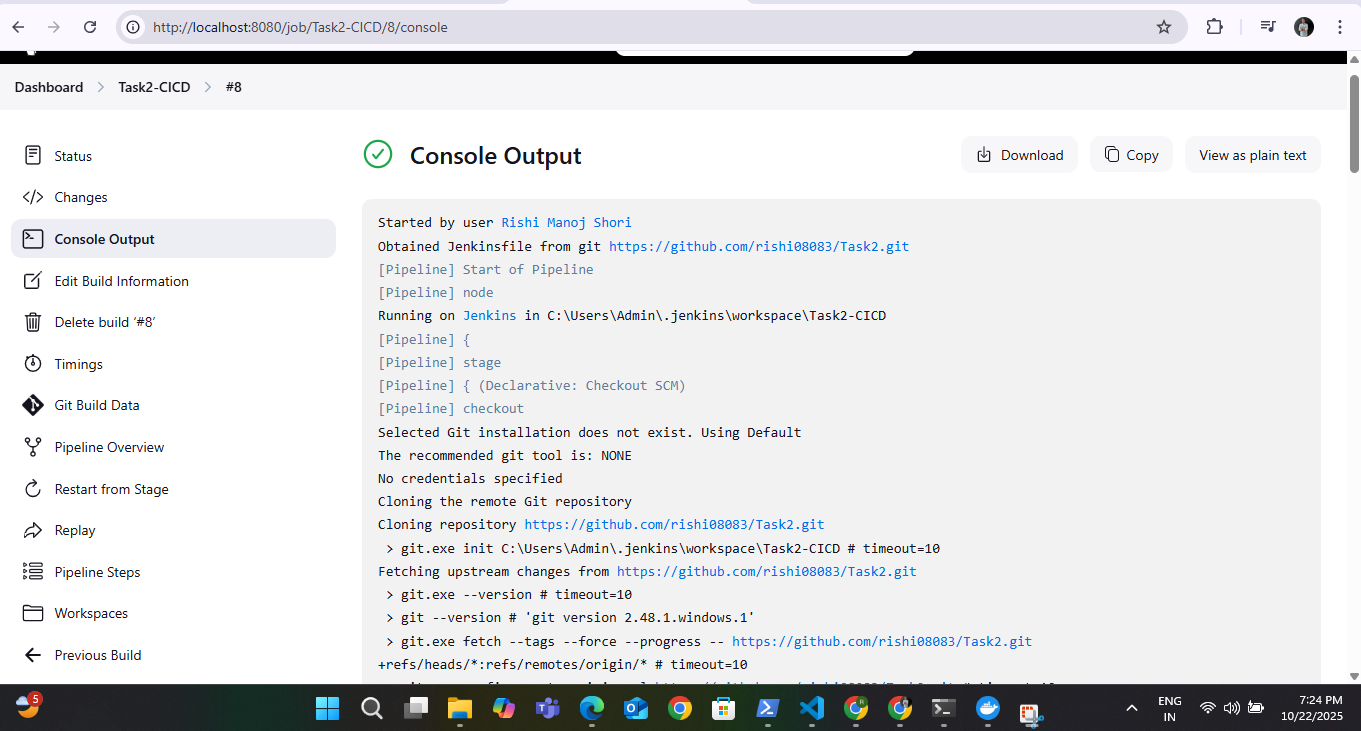 http://localhost:8080/job/Task2-CICD/8/console
Dashboard > Task2-CICD > #8
Status
Changes
Console Output
Edit Build Information
Delete build ‘#8’
Timings
Git Build Data
Pipeline Overview
Restart from Stage
Replay
Pipeline Steps
Workspaces
Previous Build
Console Output
Download
Copy
View as plain text
Started by user Rishi Manoj Shori
Obtained Jenkinsfile from git https://github.com/rishi08083/Task2.git
[Pipeline] Start of Pipeline
[Pipeline] node
Running on Jenkins in C:\Users\Admin\.jenkins\workspace\Task2-CICD
[Pipeline] {
[Pipeline] stage
[Pipeline] { (Declarative: Checkout SCM)
[Pipeline] checkout
Selected Git installation does not exist. Using Default
The recommended git tool is: NONE
No credentials specified
Cloning the remote Git repository
Cloning repository https://github.com/rishi08083/Task2.git
> git.exe init C:\Users\Admin\.jenkins\workspace\Task2-CICD # timeout=10
Fetching upstream changes from https://github.com/rishi08083/Task2.git
> git.exe --version # timeout=10
> git --version # 'git version 2.48.1.windows.1'
> git.exe fetch --tags --force --progress -- https://github.com/rishi08083/Task2.git
+refs/heads/*:refs/remotes/origin/* # timeout=10
5
ENG
IN
7:24 PM
10/22/2025